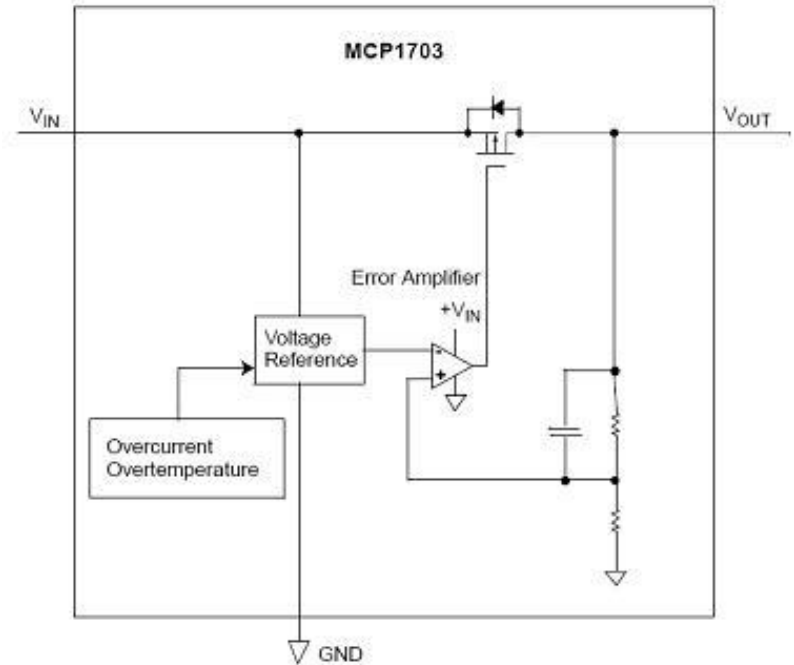 MCP1703
VIN
VOUT
Error Amplifier
+VIN
Voltage
Reference
-
+
Overcurrent
Overtemperature
GND